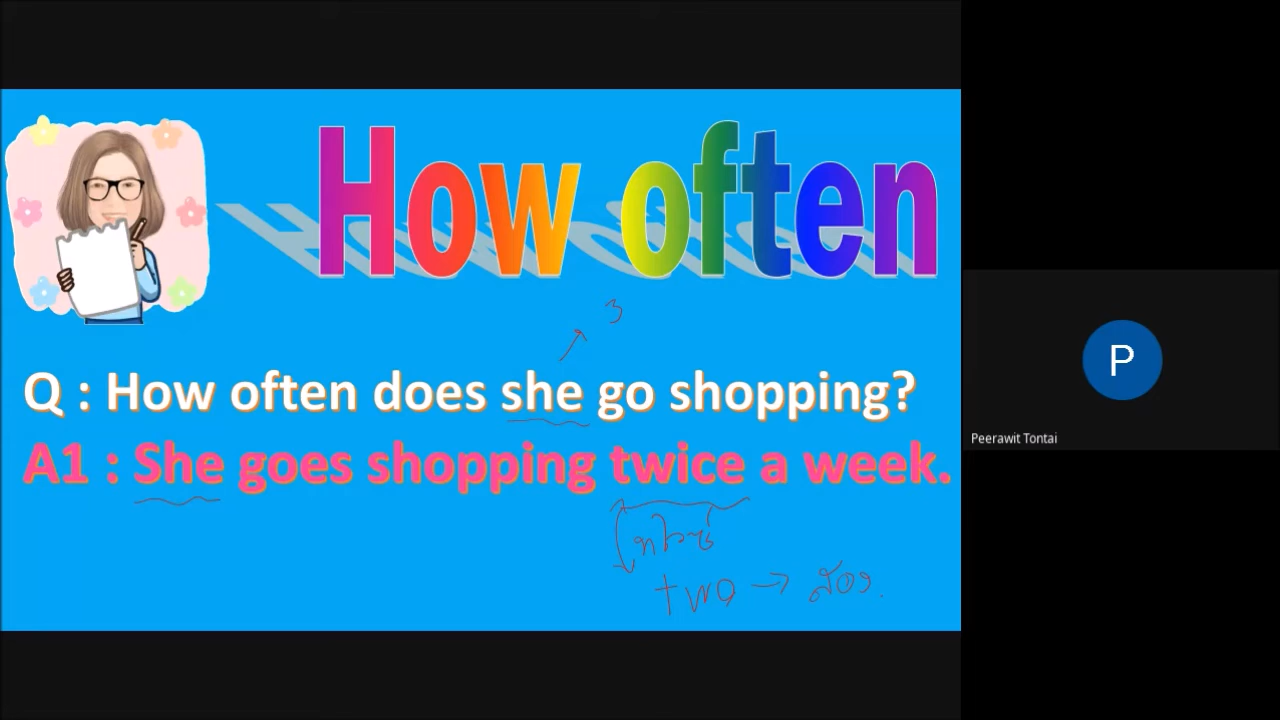 How often
3
Q : How often does she go shopping?
A1 : She goes shopping twice a week.
ทไวซ์
two → สอง
P
Peerawit Tontai